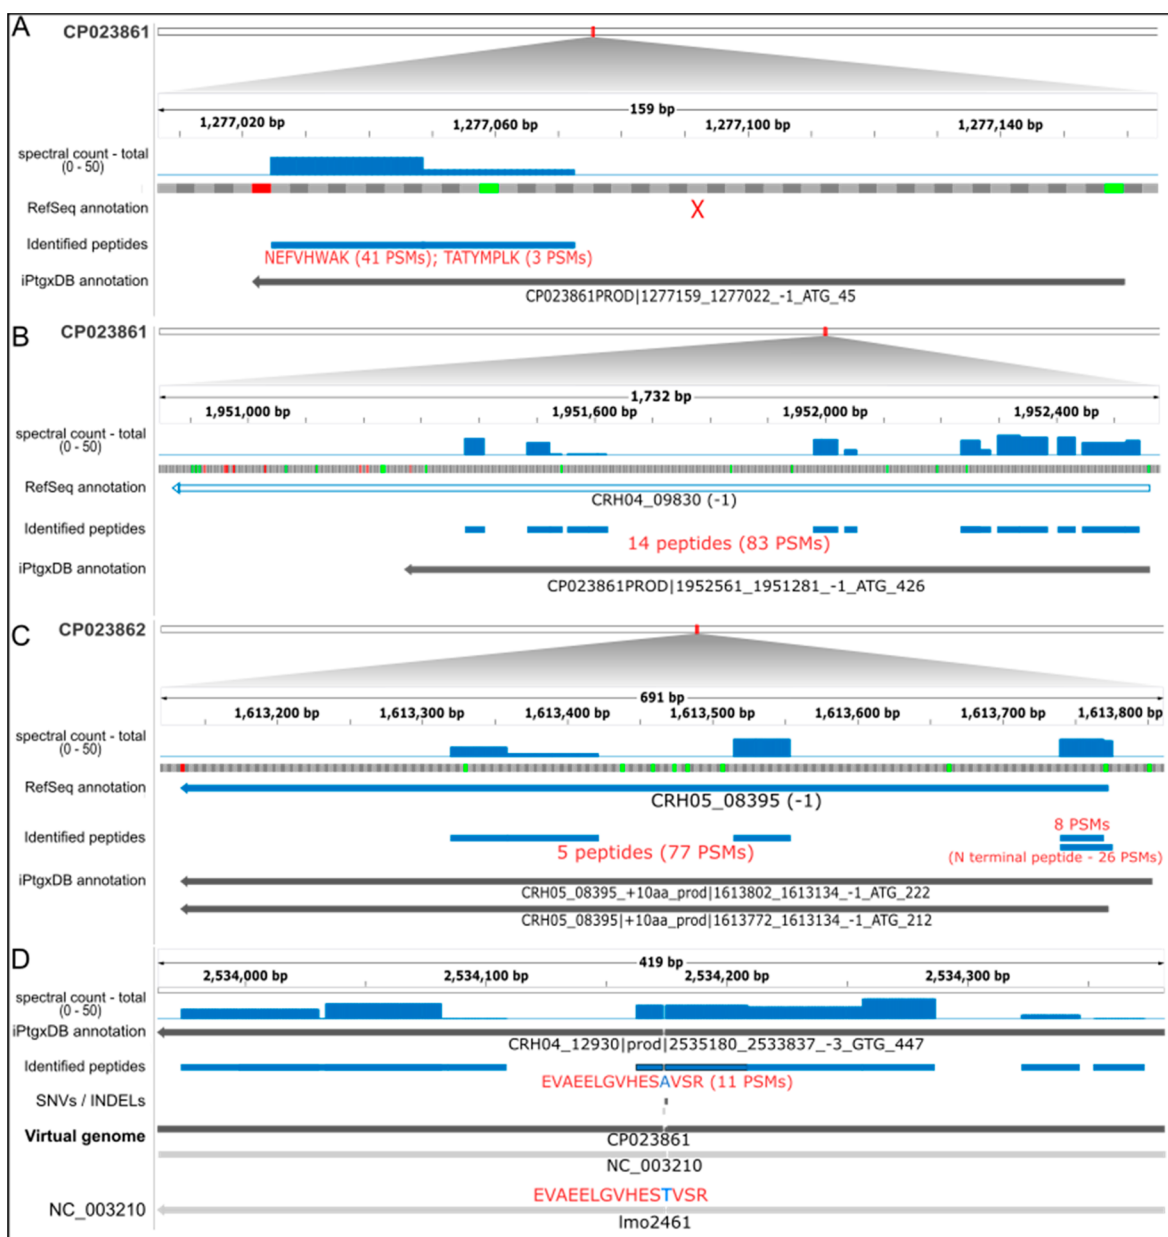 A
CP023861
159 bp
1,277,020 bp 1,277,060 bp 1,277,100 bp 1,277,140 bp
spectral count - total
(0 - 50)
RefSeq annotation
X
Identified peptides
NEFVHWAK (41 PSMs); TATYMPLK (3 PSMs)
iPtgxDB annotation
CP023861PROD|1277159_1277022_-1_ATG_45
B
CP023861
1,732 bp
1,951,000 bp 1,951,600 bp 1,952,000 bp 1,952,400 bp
spectral count - total
(0 - 50)
RefSeq annotation
CRH04_09830 (-1)
Identified peptides
14 peptides (83 PSMs)
iPtgxDB annotation
CP023861PROD|1952561_1951281_-1_ATG_426
C
CP023862
691 bp
1,613,200 bp 1,613,300 bp 1,613,400 bp 1,613,500 bp 1,613,600 bp 1,613,700 bp 1,613,800 bp
spectral count - total
(0 - 50)
RefSeq annotation
CRH05_08395 (-1)
8 PSMs
Identified peptides
5 peptides (77 PSMs)
(N terminal peptide - 26 PSMs)
iPtgxDB annotation
CRH05_08395_+10aa_prod|1613802_1613134_-1_ATG_222
CRH05_08395|+10aa_prod|1613772_1613134_-1_ATG_212
D
419 bp
2,534,000 bp 2,534,100 bp 2,534,200 bp 2,534,300 bp
spectral count - total
(0 - 50)
iPtgxDB annotation
CRH04_12930|prod|2535180_2533837_-3_GTG_447
Identified peptides
EVAEELGVHESAVSR (11 PSMs)
SNVs / INDELs
Virtual genome
CP023861
NC_003210
EVAEELGVHESTVSR
NC_003210
lmo2461